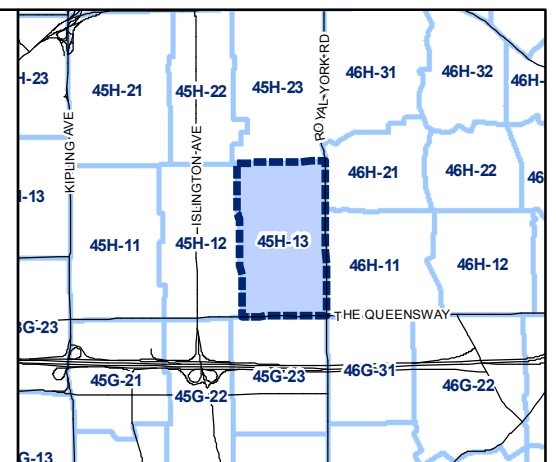 H-23
45H-21
45H-22
45H-23
46H-31
46H-32
46H-
KIPLING AVE
ISLINGTON AVE
ROYAL YORK RD
I-13
46H-21
46H-22
46
45H-11
45H-12
45H-13
46H-11
46H-12
THE QUEENSWAY
G-23
45G-21
45G-22
45G-23
46G-31
46G-22
G-13